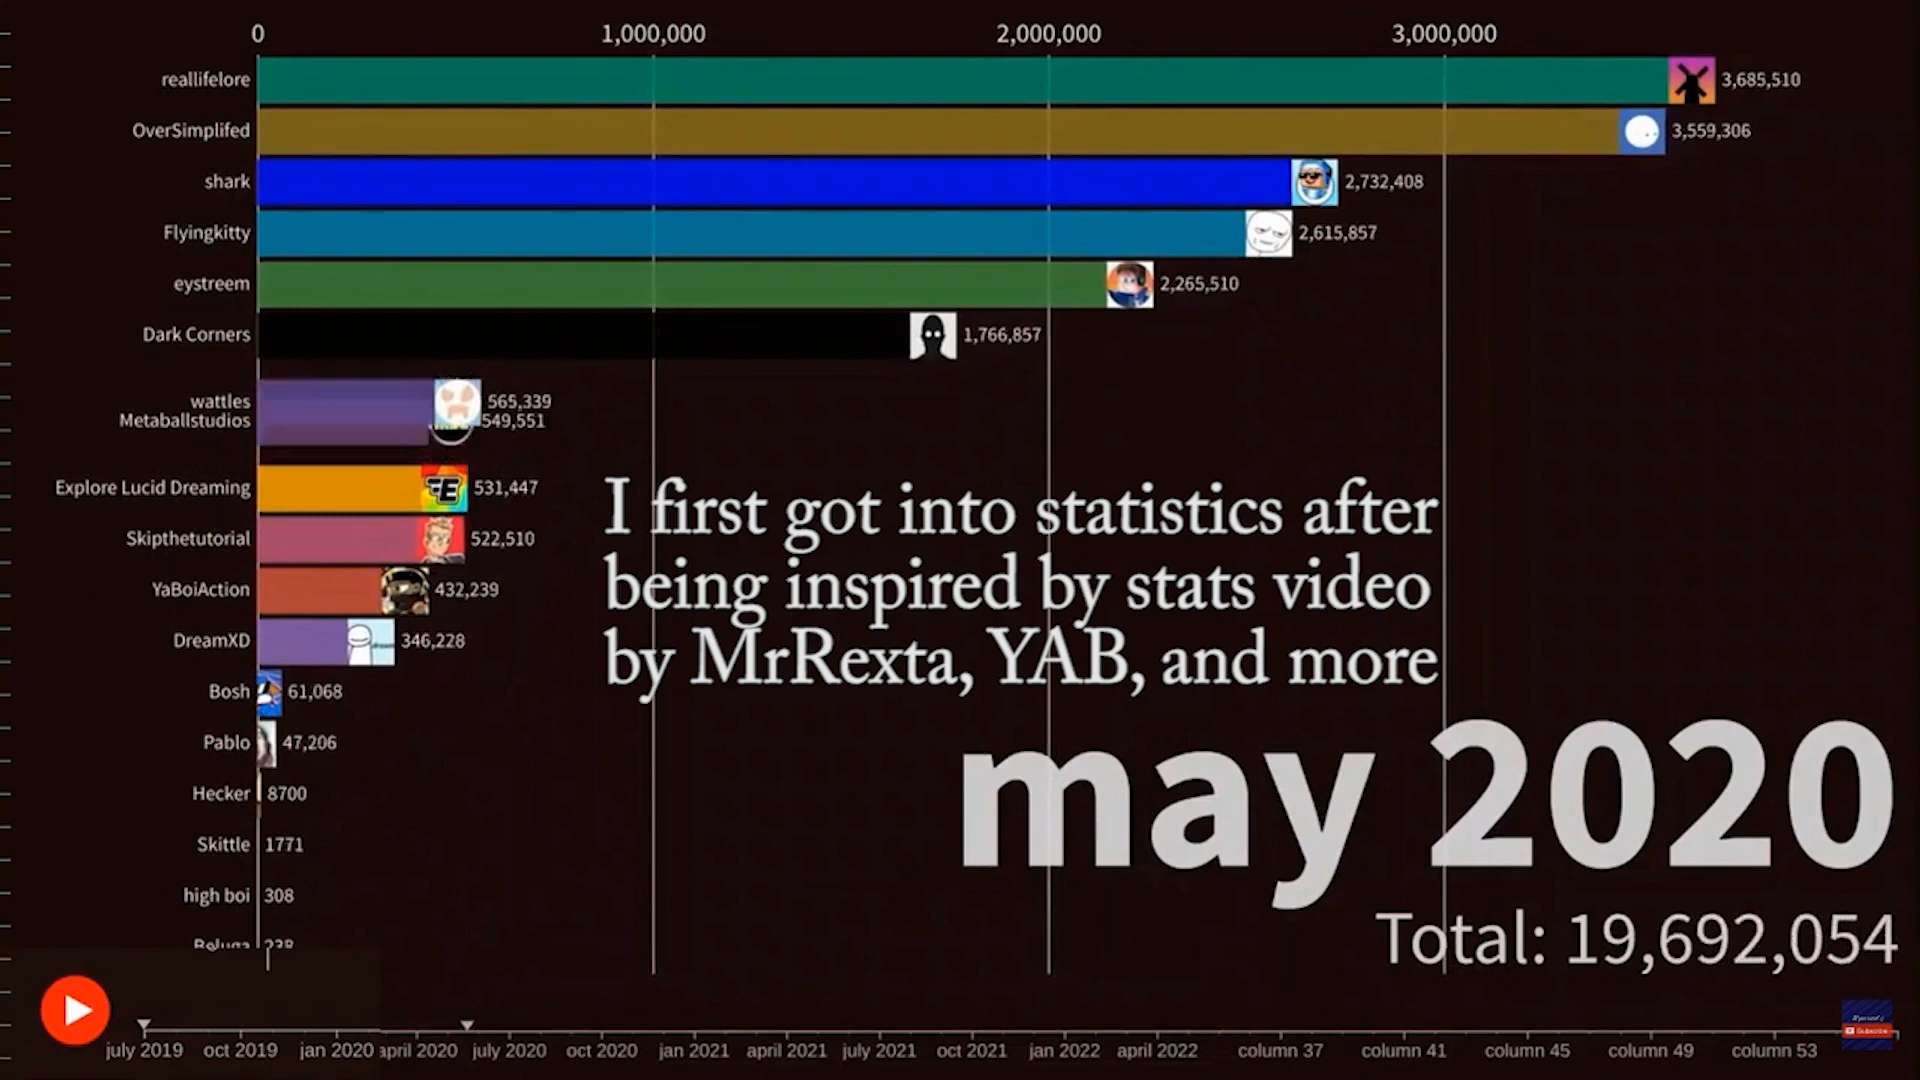 0 1,000,000 2,000,000 3,000,000
reallifelore 3,685,510
OverSimplifed 3,559,306
shark 2,732,408
Flyingkitty 2,615,857
eystreem 2,265,510
Dark Corners 1,766,857
wattles 565,339
Metaballstudios 549,551
Explore Lucid Dreaming 531,447
Skipthetutorial 522,510
YaBoiAction 432,239
DreamXD 346,228
Bosh 61,068
Pablo 47,206
Hecker 8700
Skittle 1771
high boi 308
Beluga 238
I first got into statistics after
being inspired by stats video
by MrRexta, YAB, and more
may 2020
Total: 19,692,054
july 2019 oct 2019 jan 2020 april 2020 july 2020 oct 2020 jan 2021 april 2021 july 2021 oct 2021 jan 2022 april 2022 column 37 column 41 column 45 column 49 column 53
Subscribe